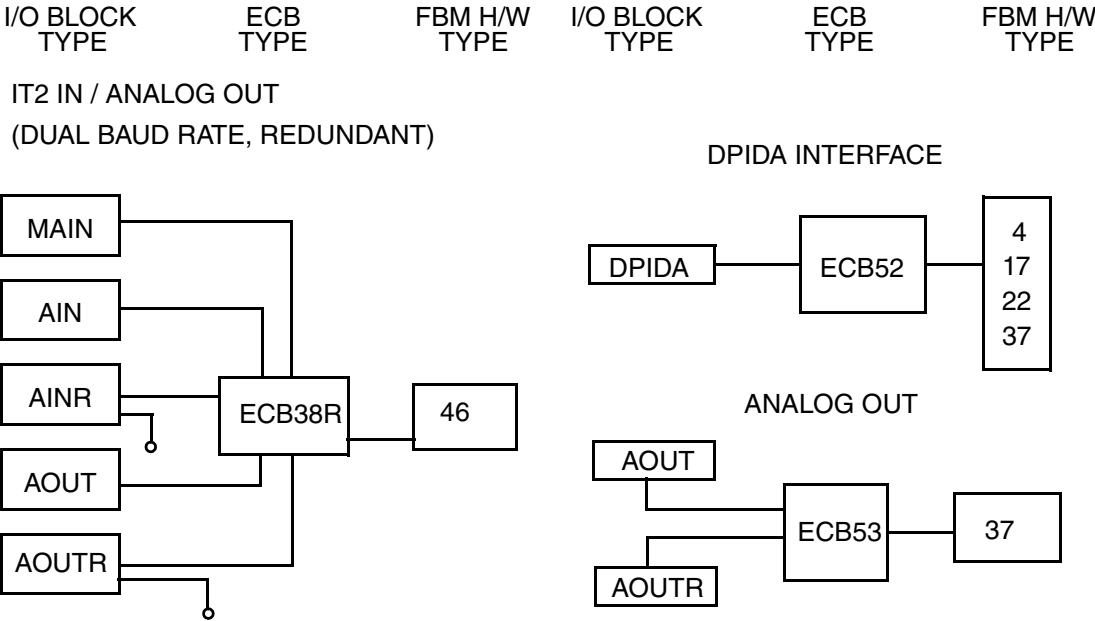 I/O BLOCK TYPE
ECB TYPE
FBM H/W TYPE
I/O BLOCK TYPE
ECB TYPE
FBM H/W TYPE
IT2 IN / ANALOG OUT
(DUAL BAUD RATE, REDUNDANT)
MAIN
AIN
AINR
AOUT
AOUTR
ECB38R
46
DPIDA INTERFACE
DPIDA
ECB52
4
17
22
37
ANALOG OUT
AOUT
AOUTR
ECB53
37